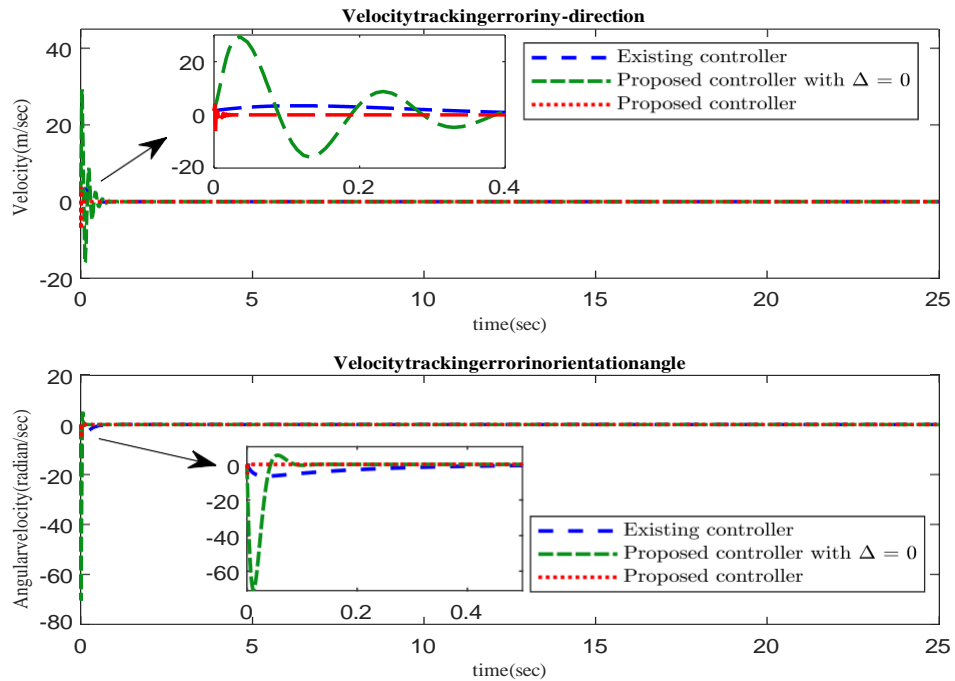 Velocitytrackingerroriny-direction
Velocity(m/sec)
40
20
0
-20
20
0
-20
0 0.2 0.4
Existing controller
Proposed controller with Δ = 0
Proposed controller
0 5 10 15 20 25
time(sec)
Velocitytrackingerrorinorientationangle
Angularvelocity(radian/sec)
20
0
-20
-40
-60
-80
0
-20
-40
-60
0 0.2 0.4
Existing controller
Proposed controller with Δ = 0
Proposed controller
0 5 10 15 20 25
time(sec)